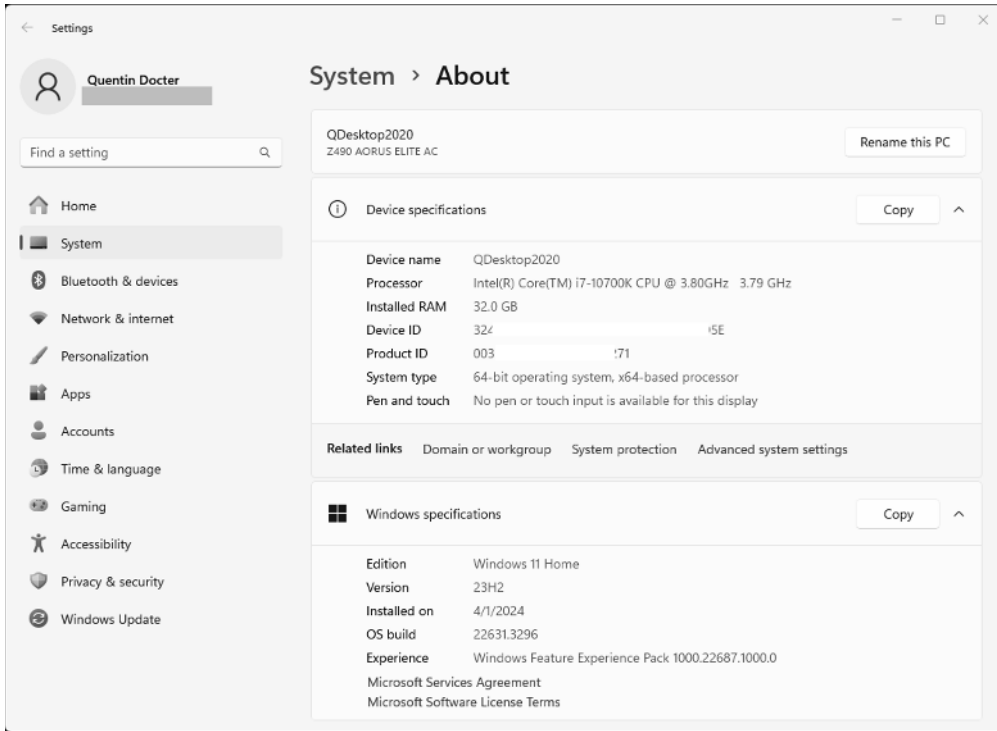 Settings
Quentin Docter
Find a setting
Home
System
Bluetooth & devices
Network & internet
Personalization
Apps
Accounts
Time & language
Gaming
Accessibility
Privacy & security
Windows Update
System > About
QDesktop2020
Z490 AORUS ELITE AC
Rename this PC
Device specifications
Copy
Device name QDesktop2020
Processor Intel(R) Core(TM) i7-10700K CPU @ 3.80GHz 3.79 GHz
Installed RAM 32.0 GB
Device ID 324 5E
Product ID 003 271
System type 64-bit operating system, x64-based processor
Pen and touch No pen or touch input is available for this display
Related links Domain or workgroup System protection Advanced system settings
Windows specifications
Copy
Edition Windows 11 Home
Version 23H2
Installed on 4/1/2024
OS build 22631.3296
Experience Windows Feature Experience Pack 1000.22687.1000.0
Microsoft Services Agreement
Microsoft Software License Terms